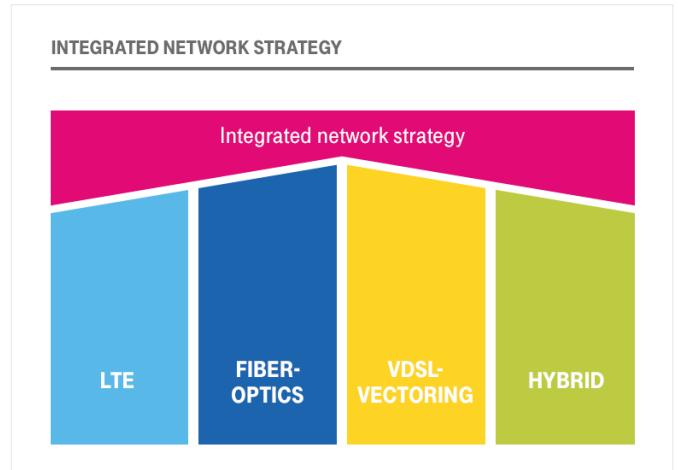 INTEGRATED NETWORK STRATEGY
Integrated network strategy
LTE
FIBER-
OPTICS
VDSL-
VECTORING
HYBRID